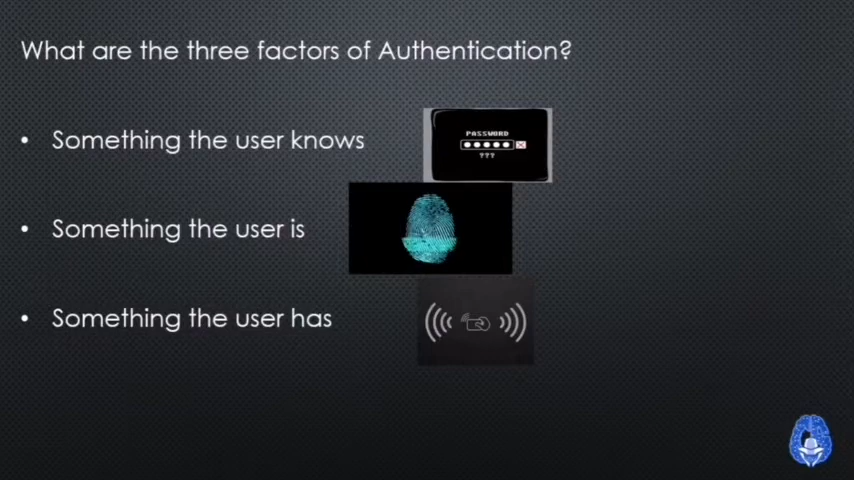 What are the three factors of Authentication?
• Something the user knows
PASSWORD
???
• Something the user is
• Something the user has